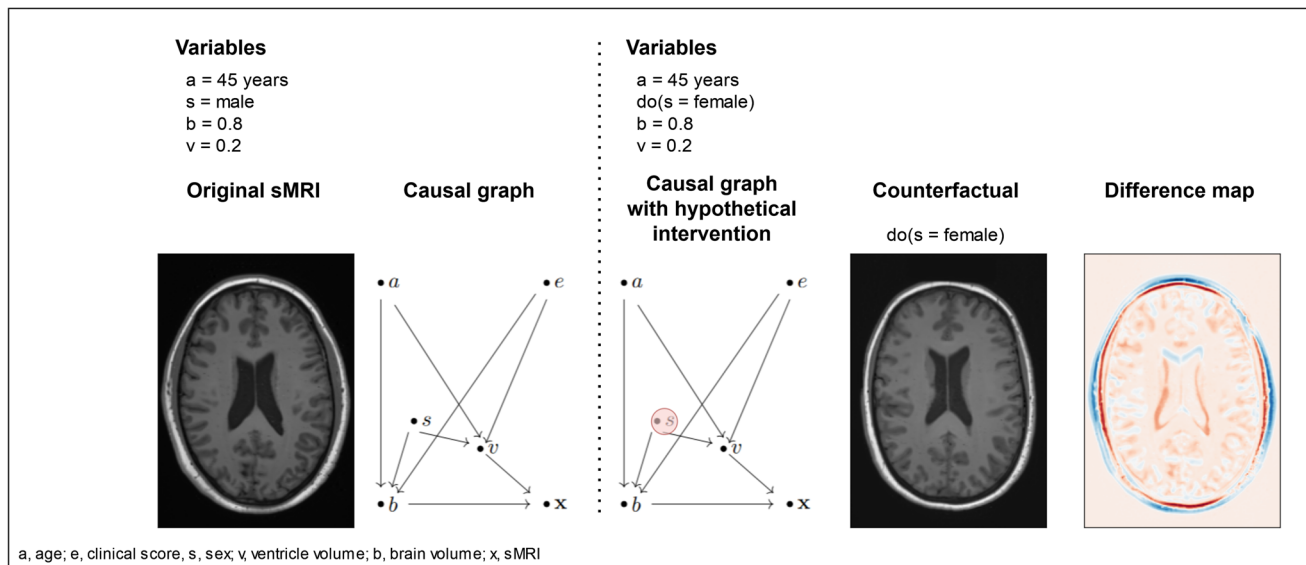 Variables
a = 45 years
s = male
b = 0.8
v = 0.2
Variables
a = 45 years
do(s = female)
b = 0.8
v = 0.2
Original sMRI
Causal graph
Causal graph
with hypothetical
intervention
Counterfactual
do(s = female)
Difference map
a
e
s
v
b
x
a
e
s
v
b
x
a, age; e, clinical score, s, sex; v, ventricle volume; b, brain volume; x, sMRI